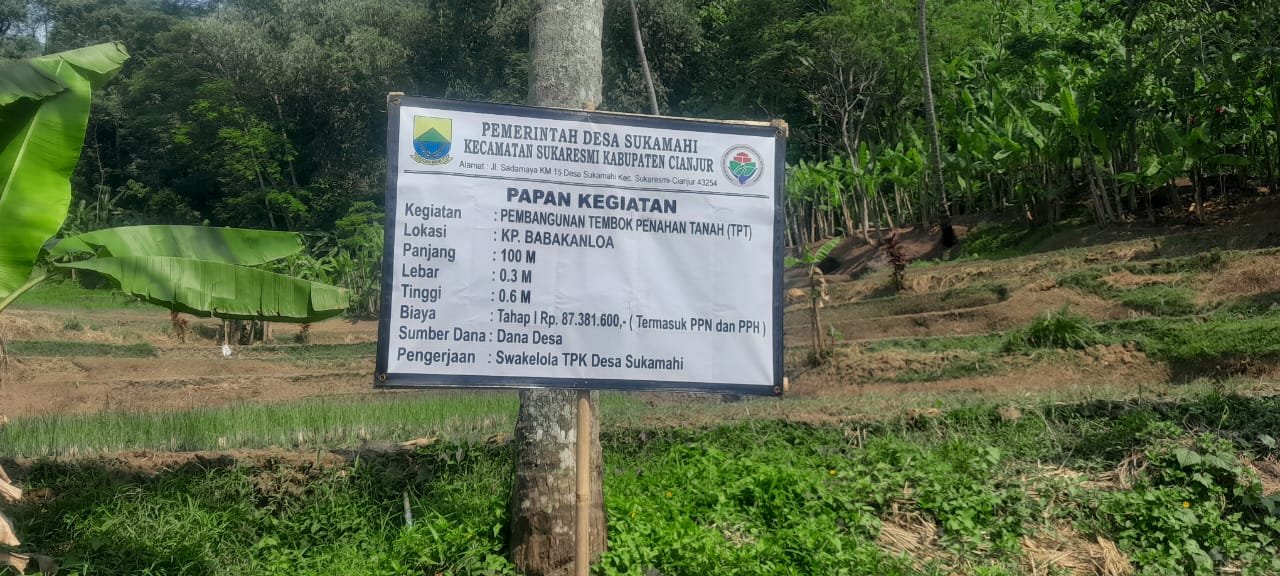 PEMERINTAH DESA SUKAMAHI
KECAMATAN SUKARESMI KABUPATEN CIANJUR
Alamat : Jl. Sadamaya KM 15 Desa Sukamahi Kec. Sukaresmi-Cianjur 43254
PAPAN KEGIATAN
Kegiatan : PEMBANGUNAN TEMBOK PENAHAN TANAH (TPT)
Lokasi : KP. BABAKANLOA
Panjang : 100 M
Lebar : 0.3 M
Tinggi : 0.6 M
Biaya : Tahap I Rp. 87.381.600,- ( Termasuk PPN dan PPH )
Sumber Dana : Dana Desa
Pengerjaan : Swakelola TPK Desa Sukamahi